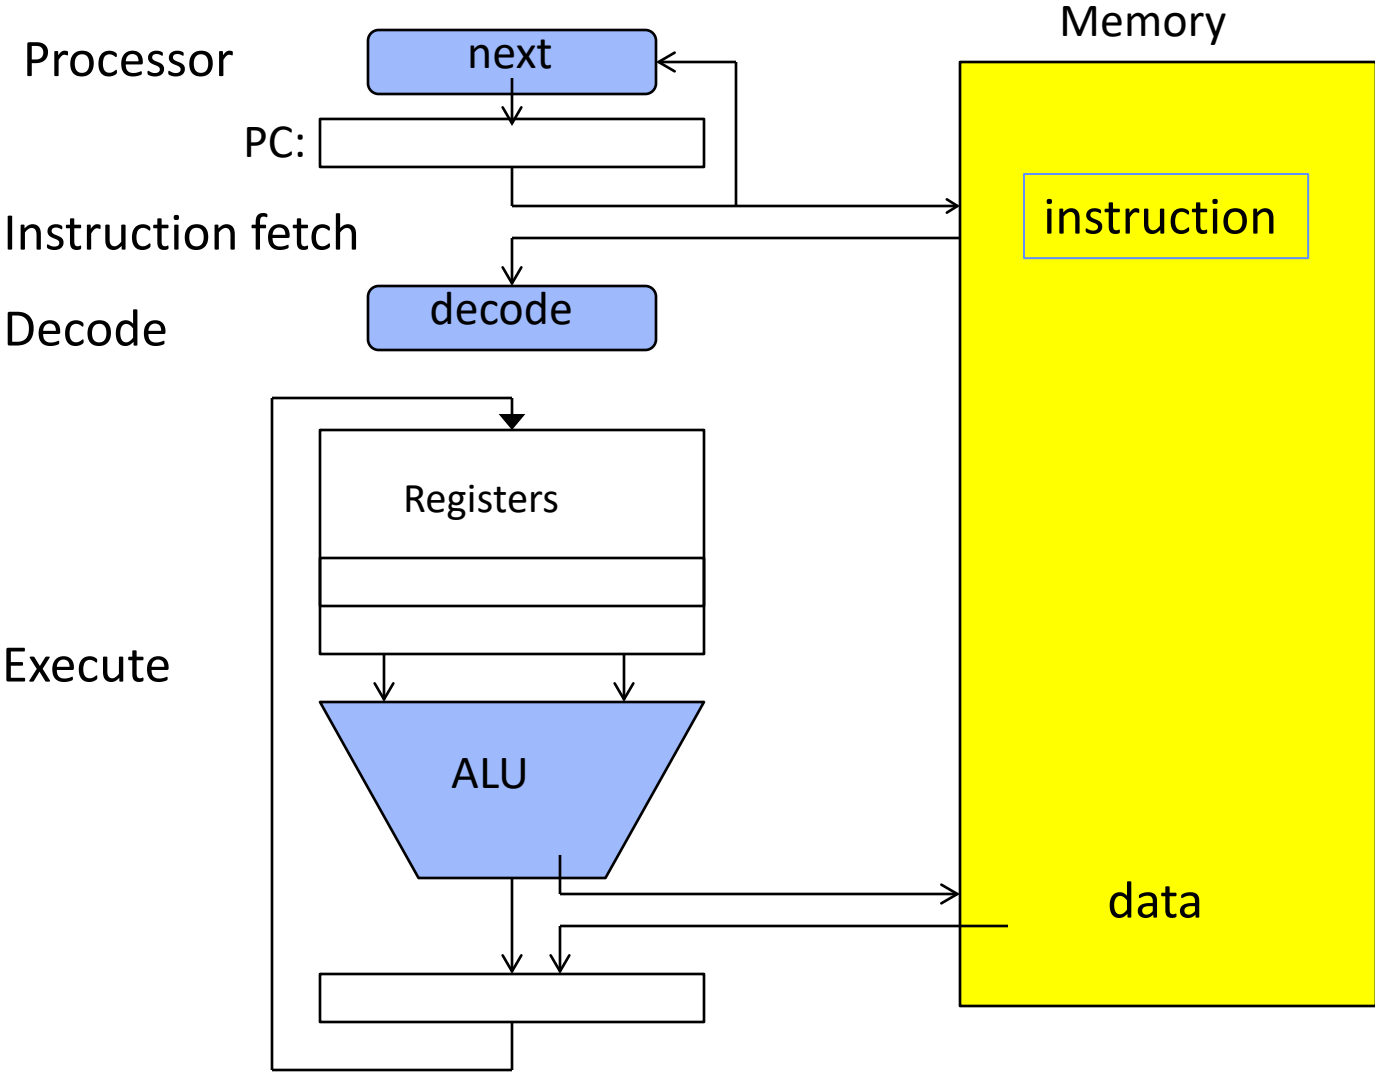 Memory
Processor
next
PC:
instruction
Instruction fetch
decode
Decode
Registers
Execute
ALU
data